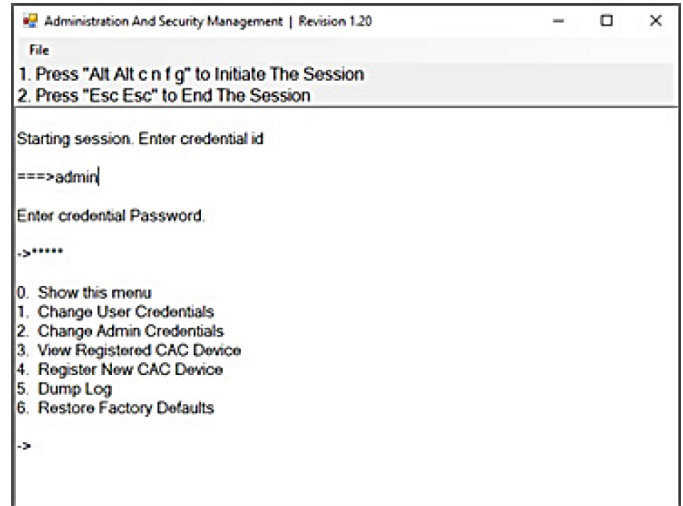 Administration And Security Management | Revision 1.20
File
1. Press "Alt Alt c n f g" to Initiate The Session
2. Press "Esc Esc" to End The Session
Starting session. Enter credential id
===>admin
Enter credential Password.
->*****
0. Show this menu
1. Change User Credentials
2. Change Admin Credentials
3. View Registered CAC Device
4. Register New CAC Device
5. Dump Log
6. Restore Factory Defaults
->